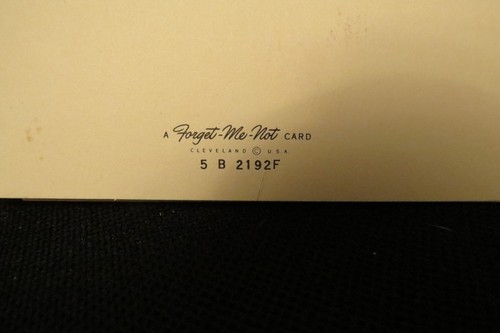 A Forget-Me-Not CARD
CLEVELAND © U.S.A.
5 B 2192F